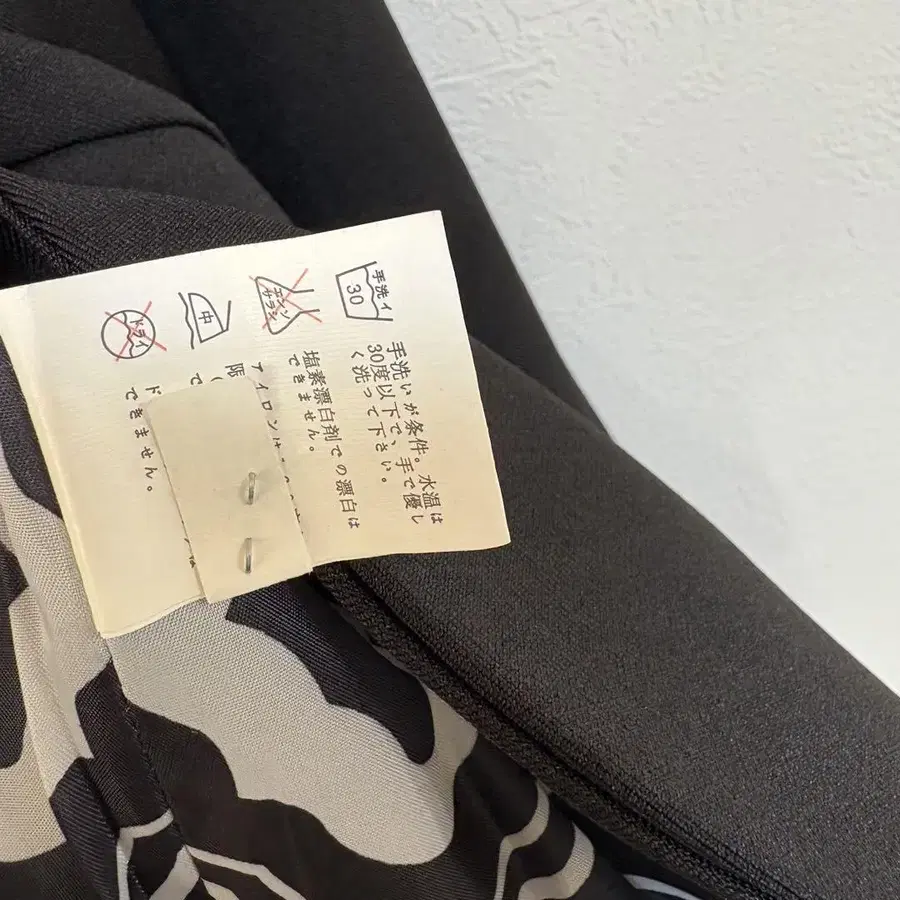 手洗イ
30
エンソ
サラシ
中
ドライ
手洗いが条件。水温は
30度以下で、手で優し
く洗って下さい。
塩素漂白剤での漂白は
できません。
アイロンは
限
で
ド
できません。